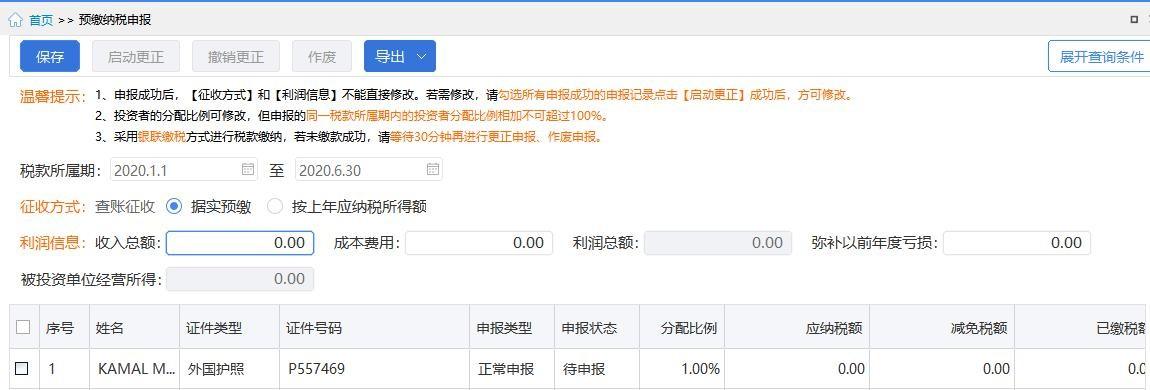 首页 >> 预缴纳税申报
保存 启动更正 撤销更正 作废 导出 展开查询条件
温馨提示: 1、申报成功后,【征收方式】和【利润信息】不能直接修改。若需修改，请勾选所有申报成功的申报记录点击【启动更正】成功后，方可修改。
2、投资者的分配比例可修改，但申报的同一税款所属期内的投资者分配比例相加不可超过100%。
3、采用银联缴税方式进行税款缴纳，若未缴款成功，请等待30分钟再进行更正申报、作废申报。
税款所属期: 2020.1.1 至 2020.6.30
征收方式: 查账征收 据实预缴 按上年应纳税所得额
利润信息: 收入总额: 0.00 成本费用: 0.00 利润总额: 0.00 弥补以前年度亏损: 0.00
被投资单位经营所得: 0.00
序号 姓名 证件类型 证件号码 申报类型 申报状态 分配比例 应纳税额 减免税额 已缴税额
1 KAMAL M... 外国护照 P557469 正常申报 待申报 1.00% 0.00 0.00 0.0